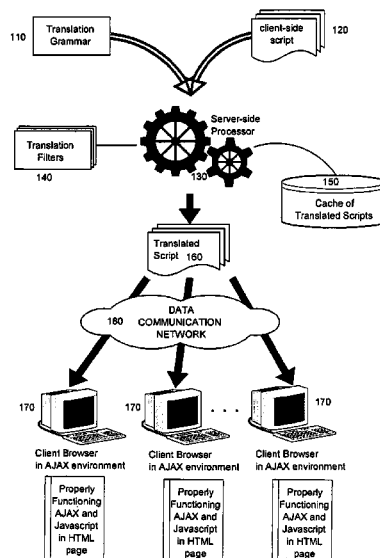 110
Translation
Grammar
client-side
script
120
Server-side
Processor
Translation
Filters
130
140
150
Cache of
Translated Scripts
Translated
Script 160
DATA
COMMUNICATION
NETWORK
180
170
170
170
Client Browser
in AJAX environment
Client Browser
in AJAX environment
Client Browser
in AJAX environment
Properly
Functioning
AJAX and
Javascript
in HTML
page
Properly
Functioning
AJAX and
Javascript
in HTML
page
Properly
Functioning
AJAX and
Javascript
in HTML
page